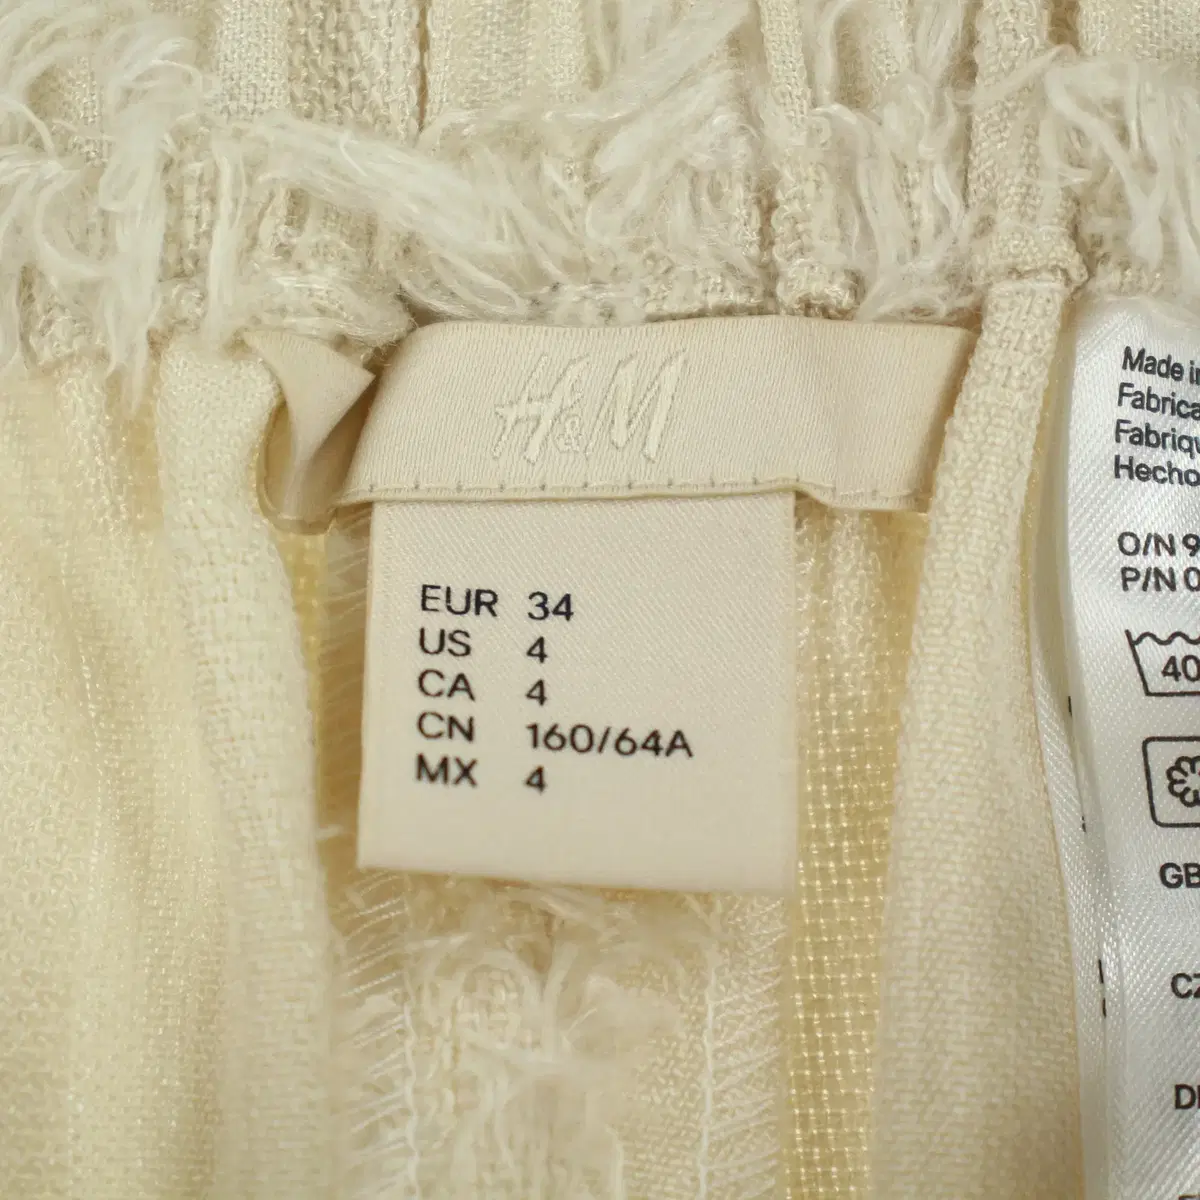 H&M
EUR 34
US 4
CA 4
CN 160/64A
MX 4
Made in
Fabrica
Fabriqu
Hecho
O/N 9
P/N 0
40
GB
CZ